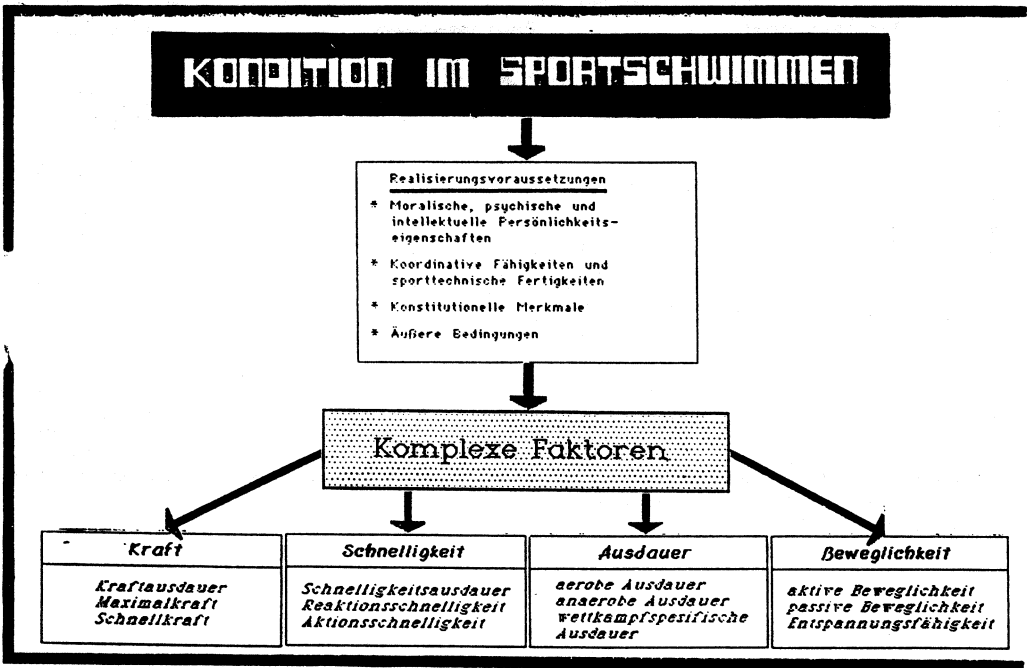 KONDITION IM SPORTSCHWIMMEN
Realisierungsvoraussetzungen
* Moralische, psychische und
intellektuelle Persönlichkeits-
eigenschaften
* Koordinative Fähigkeiten und
sporttechnische Fertigkeiten
* Konstitutionelle Merkmale
* Äußere Bedingungen
Komplexe Faktoren
Kraft
Kraftausdauer
Maximalkraft
Schnellkraft
Schnelligkeit
Schnelligkeitsausdauer
Reaktionsschnelligkeit
Aktionsschnelligkeit
Ausdauer
aerobe Ausdauer
anaerobe Ausdauer
wettkampfspezifische
Ausdauer
Beweglichkeit
aktive Beweglichkeit
passive Beweglichkeit
Entspannungsfähigkeit